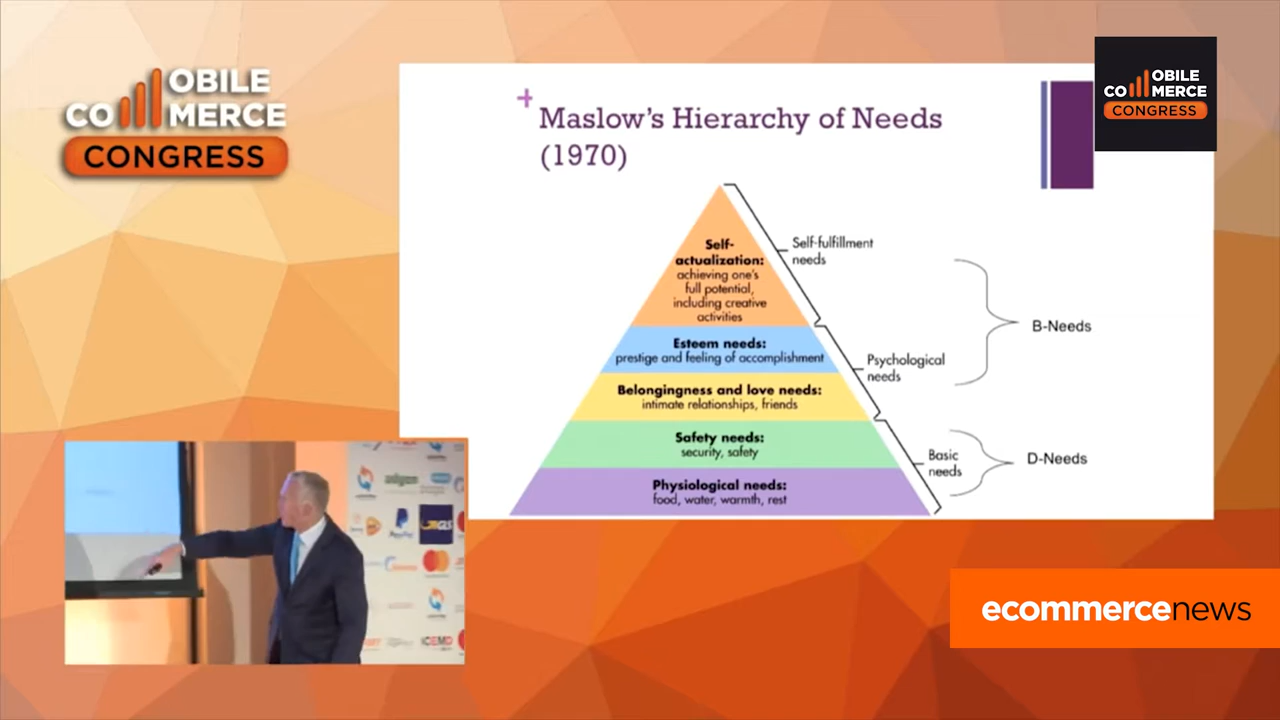 CO OBILE
MERCE
CONGRESS
+
Maslow's Hierarchy of Needs
(1970)
OBILE
CO MERCE
CONGRESS
Self-
actualization:
achieving one's
full potential,
including creative
activities
Self-fulfillment
needs
B-Needs
Esteem needs:
prestige and feeling of accomplishment
Psychological
needs
Belongingness and love needs:
intimate relationships, friends
Safety needs:
security, safety
Basic
needs
D-Needs
Physiological needs:
food, water, warmth, rest
PayPal
GLS
ICEMD
ecommercenews